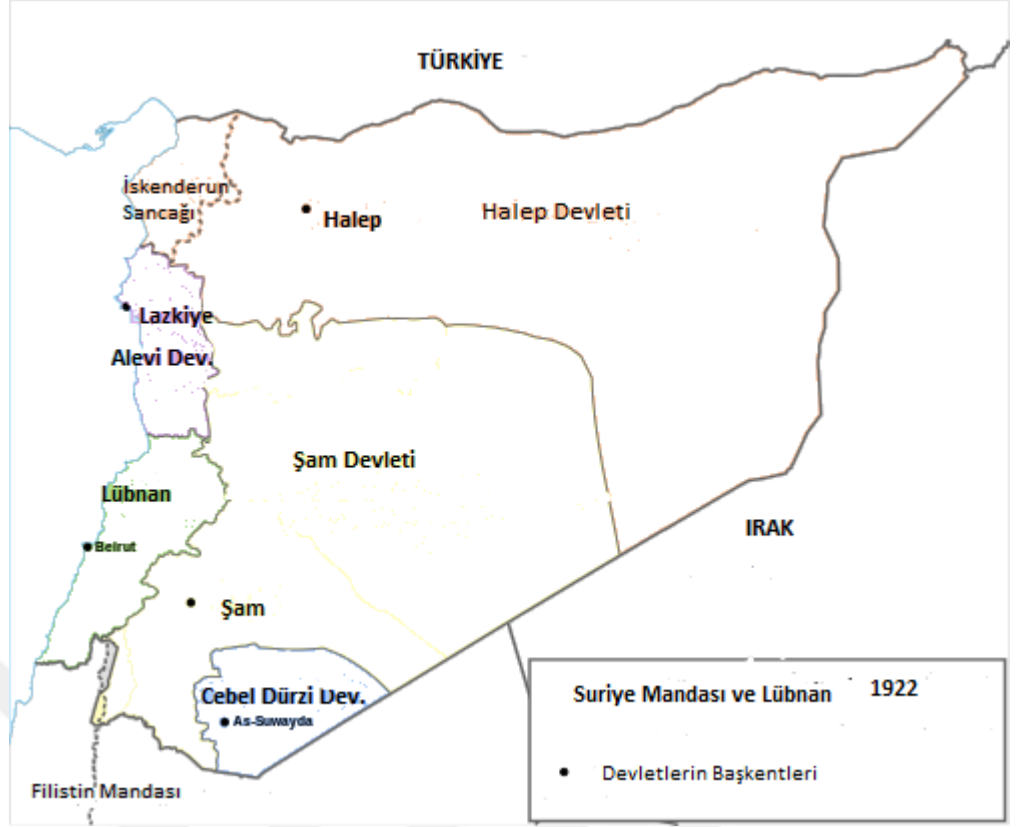 TÜRKİYE
İskenderun
Sancağı
Halep
Halep Devleti
Lazkiye
Alevi Dev.
Şam Devleti
Lübnan
IRAK
Beirut
Şam
Cebel Dürzi Dev.
As-Suwayda
Suriye Mandası ve Lübnan 1922
Devletlerin Başkentleri
Filistin Mandası